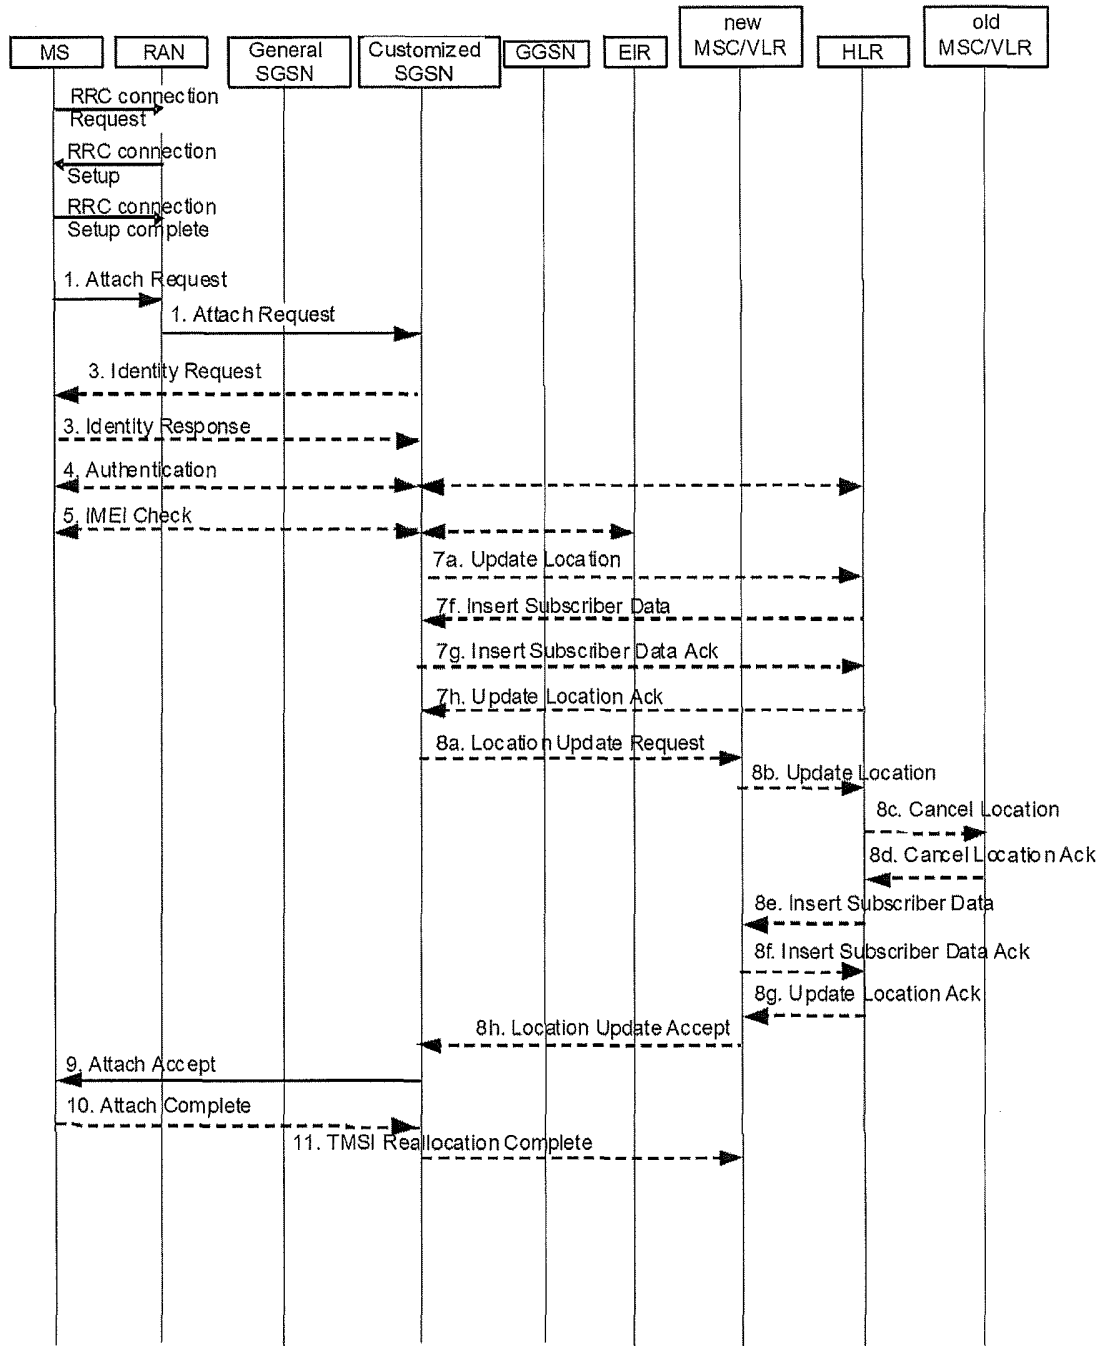 new
MSC/VLR
old
MSC/VLR
MS
RAN
General
SGSN
Customized
SGSN
GGSN
EIR
HLR
RRC connection
Request
RRC connection
Setup
RRC connection
Setup complete
1. Attach Request
1. Attach Request
3. Identity Request
3. Identity Response
4. Authentication
5. IMEI Check
7a. Update Location
7f. Insert Subscriber Data
7g. Insert Subscriber Data Ack
7h. Update Location Ack
8a. Location Update Request
8b. Update Location
8c. Cancel Location
8d. Cancel Location Ack
8e. Insert Subscriber Data
8f. Insert Subscriber Data Ack
8g. Update Location Ack
8h. Location Update Accept
9. Attach Accept
10. Attach Complete
11. TMSI Reallocation Complete